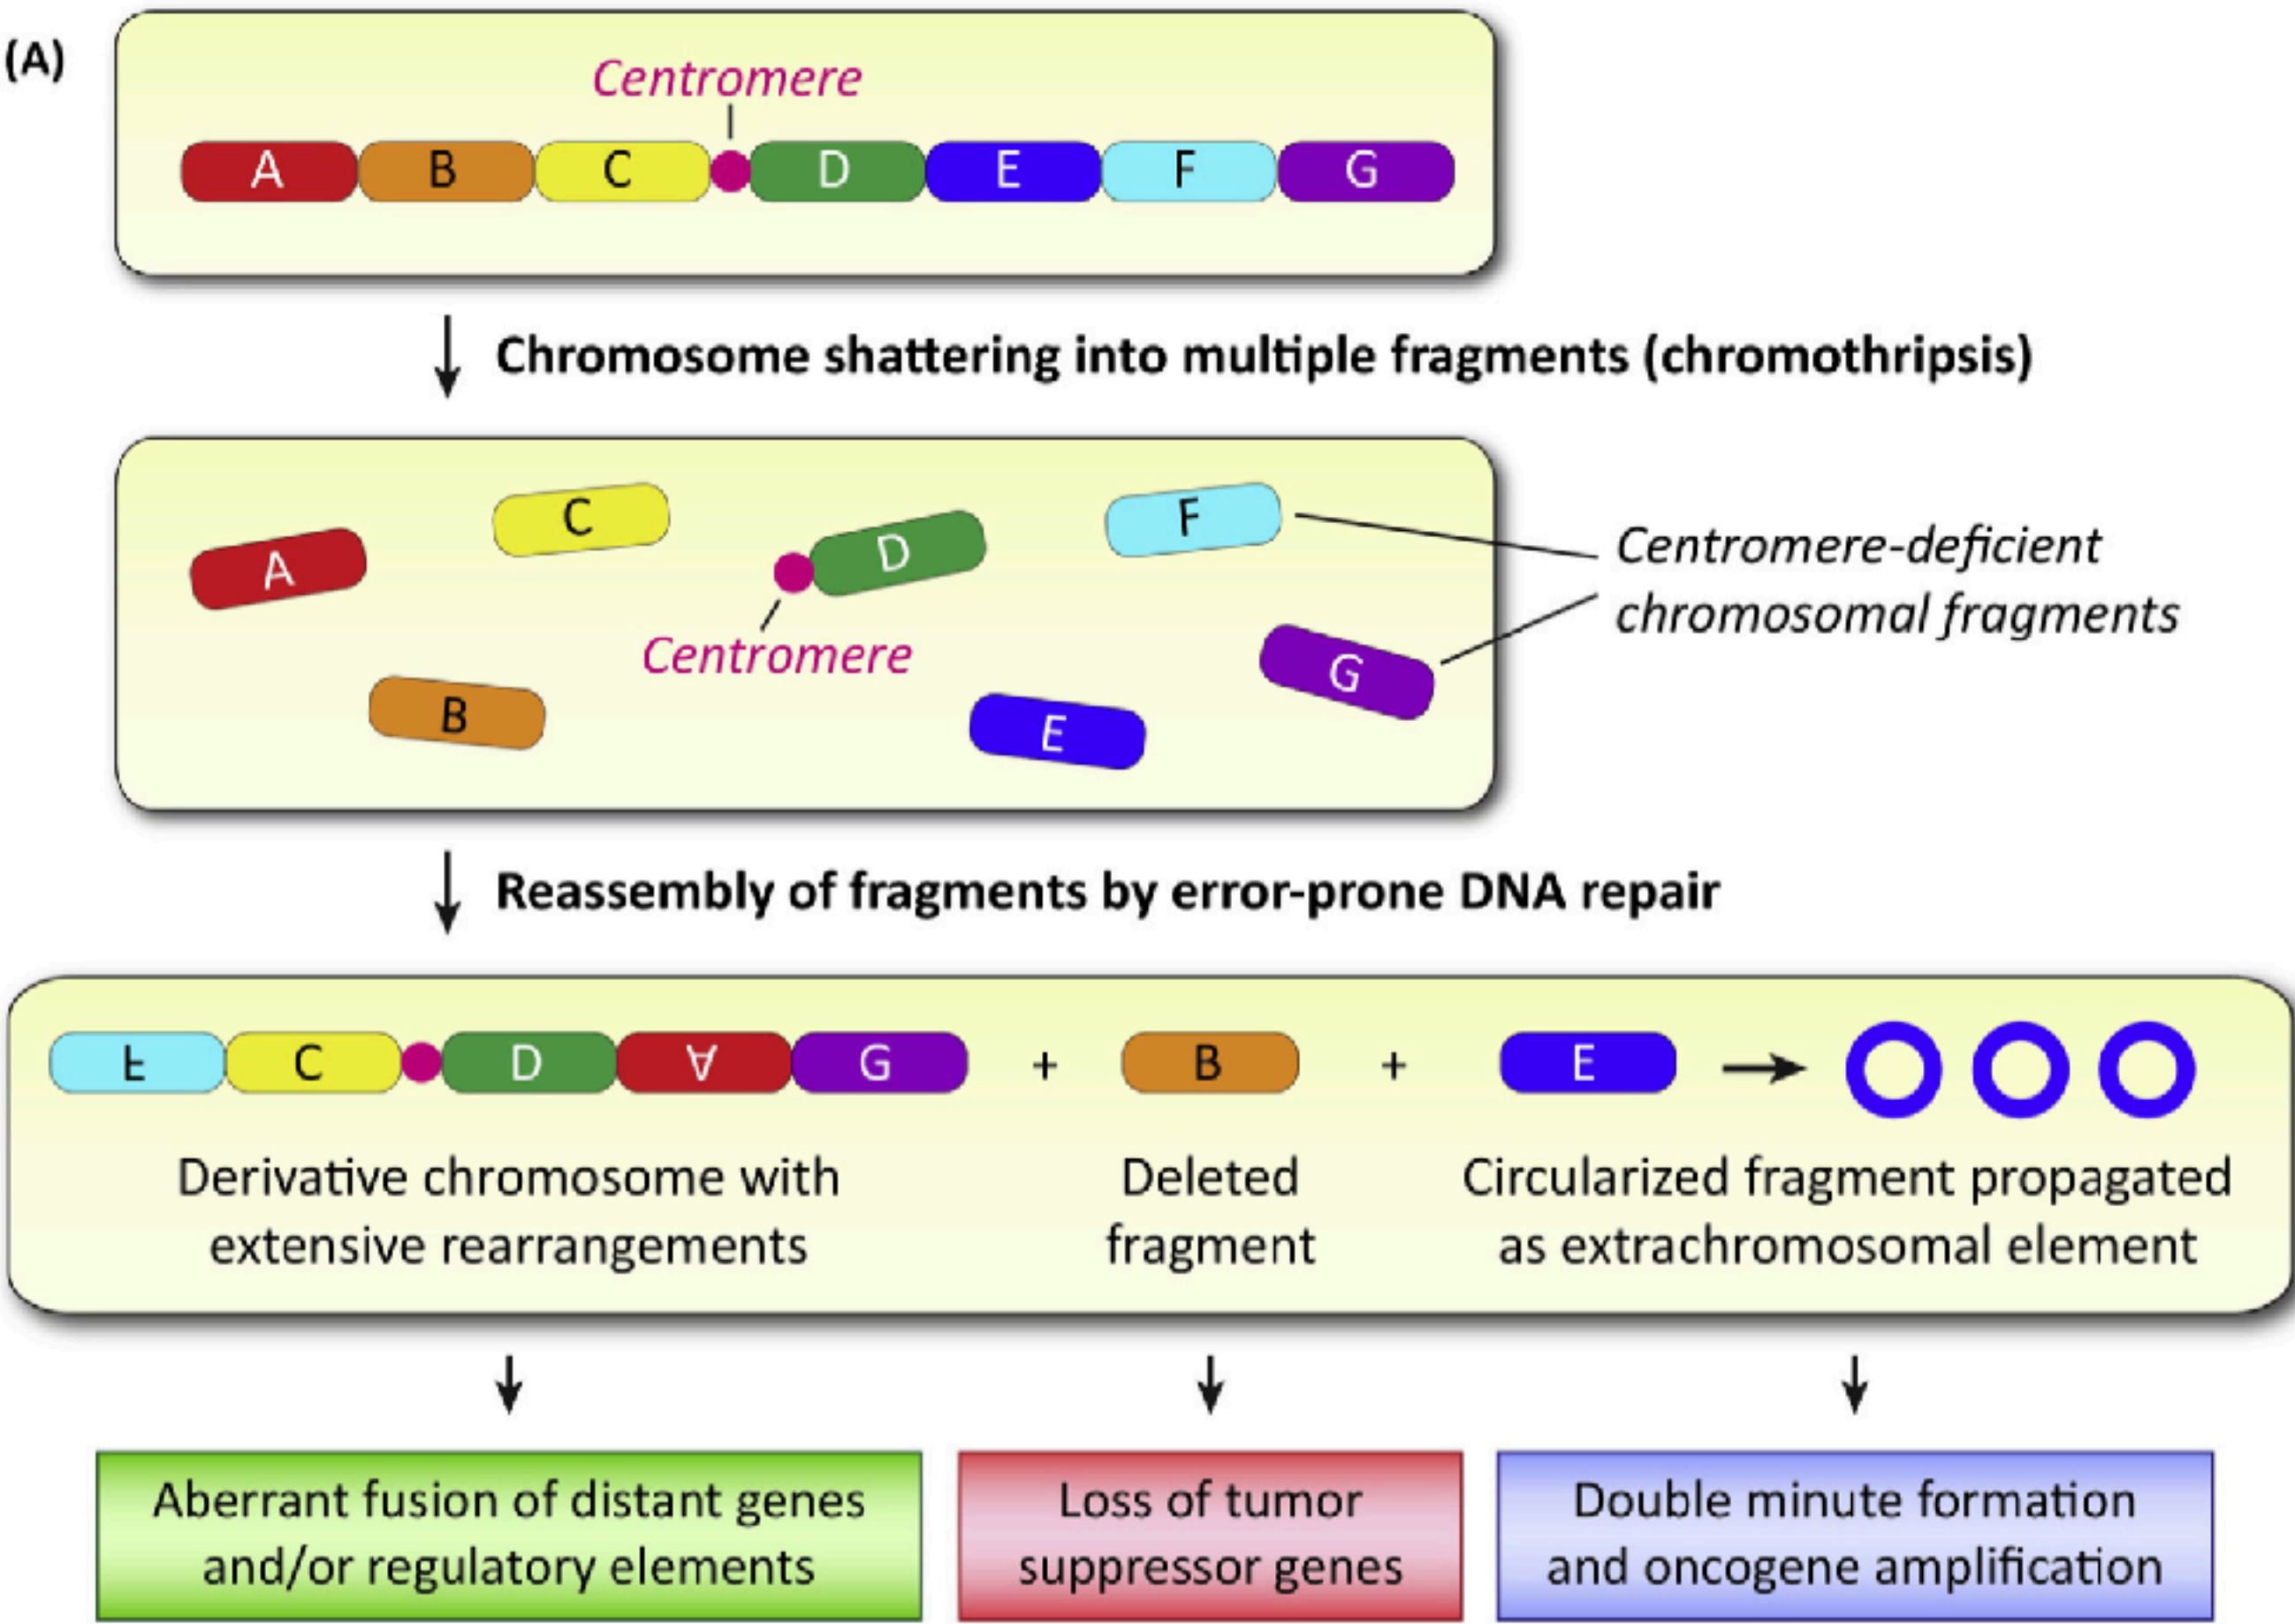 (A)
Centromere
A B C D E F G
Chromosome shattering into multiple fragments (chromothripsis)
A C D F
Centromere
B E G
Centromere-deficient
chromosomal fragments
Reassembly of fragments by error-prone DNA repair
F C D A G + B + E
Derivative chromosome with
extensive rearrangements
Deleted
fragment
Circularized fragment propagated
as extrachromosomal element
Aberrant fusion of distant genes
and/or regulatory elements
Loss of tumor
suppressor genes
Double minute formation
and oncogene amplification